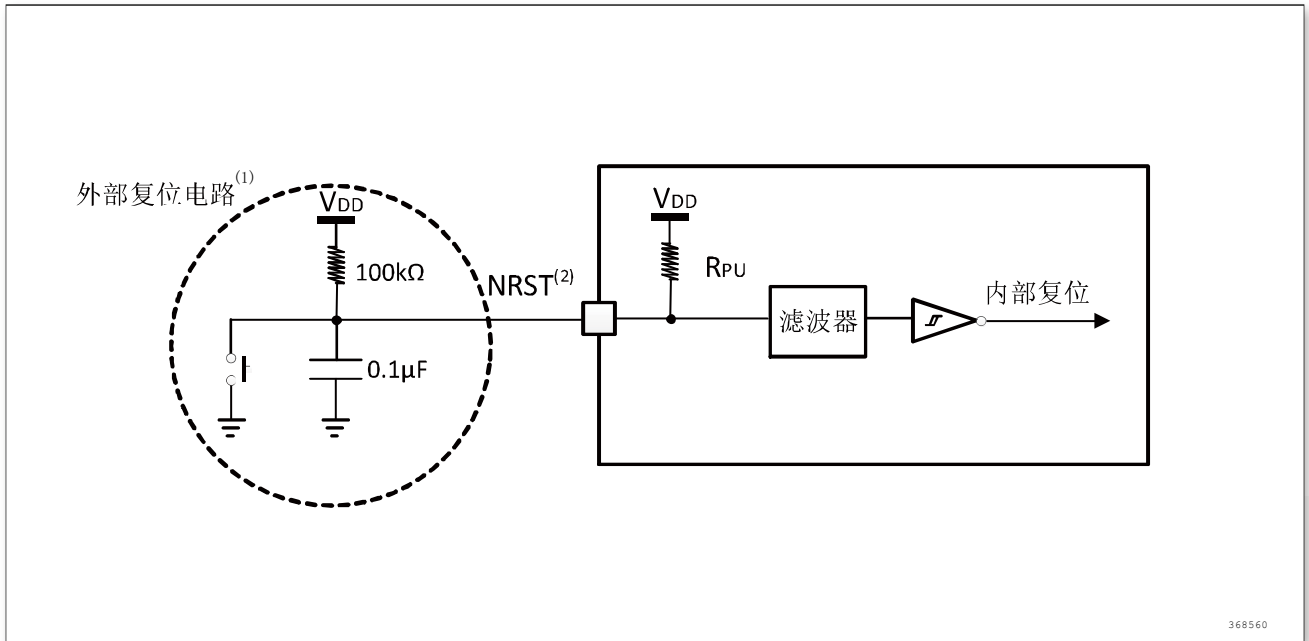 外部复位电路(1)
VDD
100kΩ
0.1μF
NRST(2)
VDD
RPU
滤波器
内部复位
368560